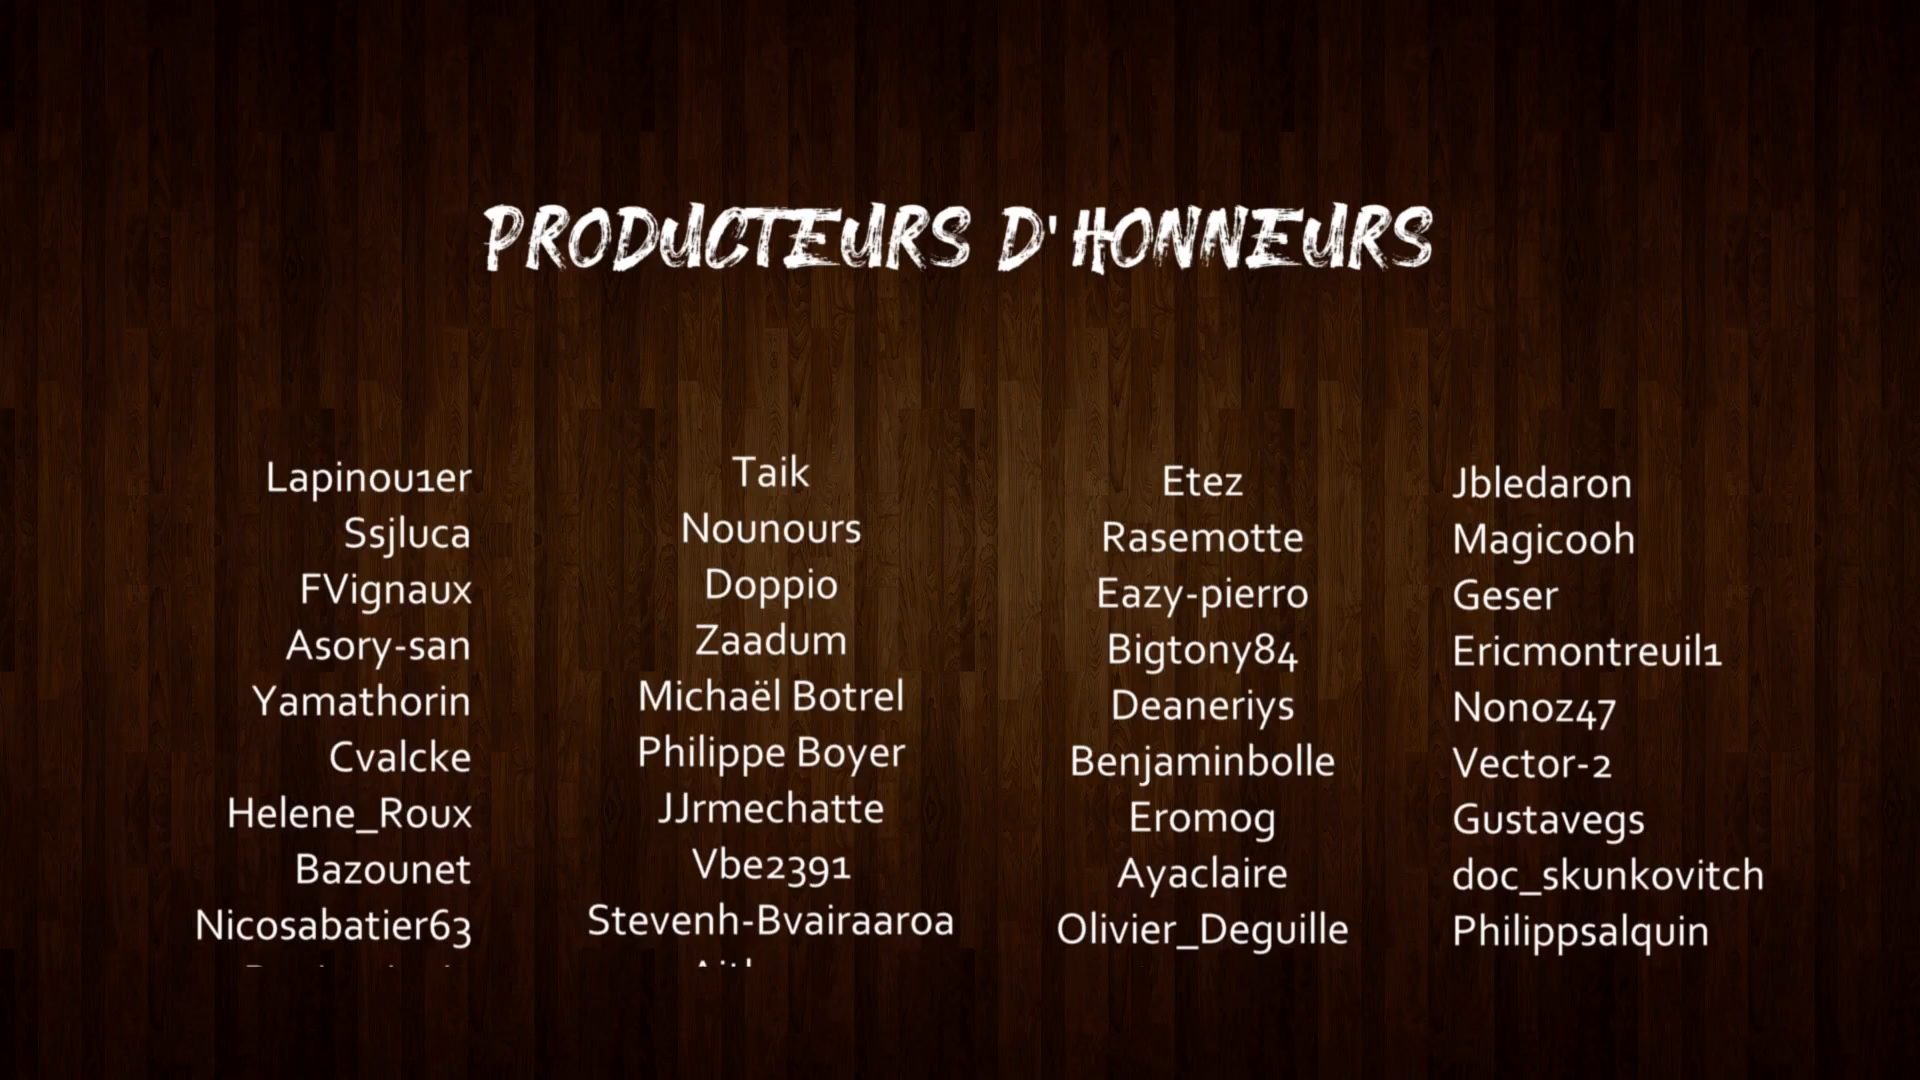 PRODUCTEURS D'HONNEURS
Lapinou1er
Ssjluca
FVignaux
Asory-san
Yamathorin
Cvalcke
Helene_Roux
Bazounet
Nicosabatier63
Taik
Nounours
Doppio
Zaadum
Michaël Botrel
Philippe Boyer
JJrmechatte
Vbe2391
Stevenh-Bvairaaroa
Etez
Rasemotte
Eazy-pierro
Bigtony84
Deaneriys
Benjaminbolle
Eromog
Ayaclaire
Olivier_Deguille
Jbledaron
Magicooh
Geser
Ericmontreuil1
Nonoz47
Vector-2
Gustavegs
doc_skunkovitch
Philippsalquin